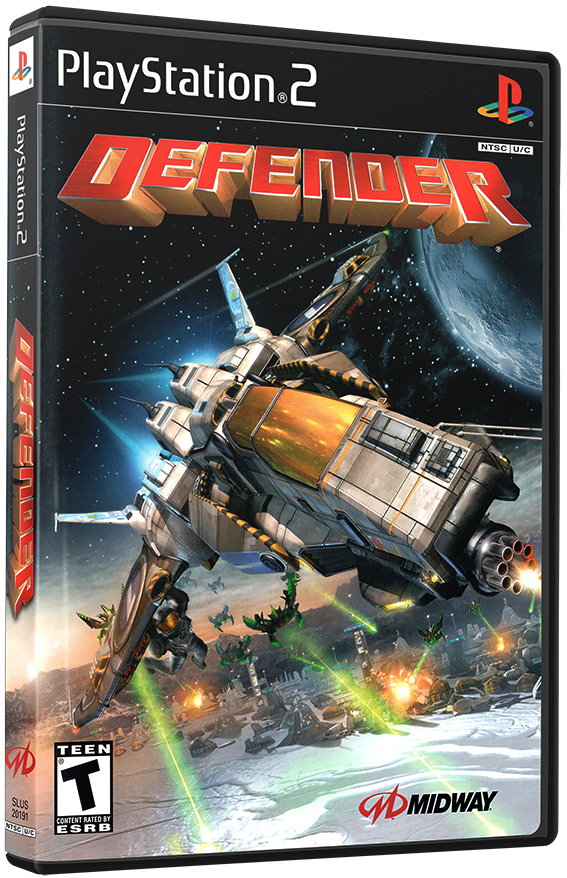 PlayStation®2
NTSC U/C
DEFENDER
®
TEEN
T
CONTENT RATED BY
ESRB
MIDWAY
PlayStation®2
DEFENDER
SLUS
20191
NTSC U/C